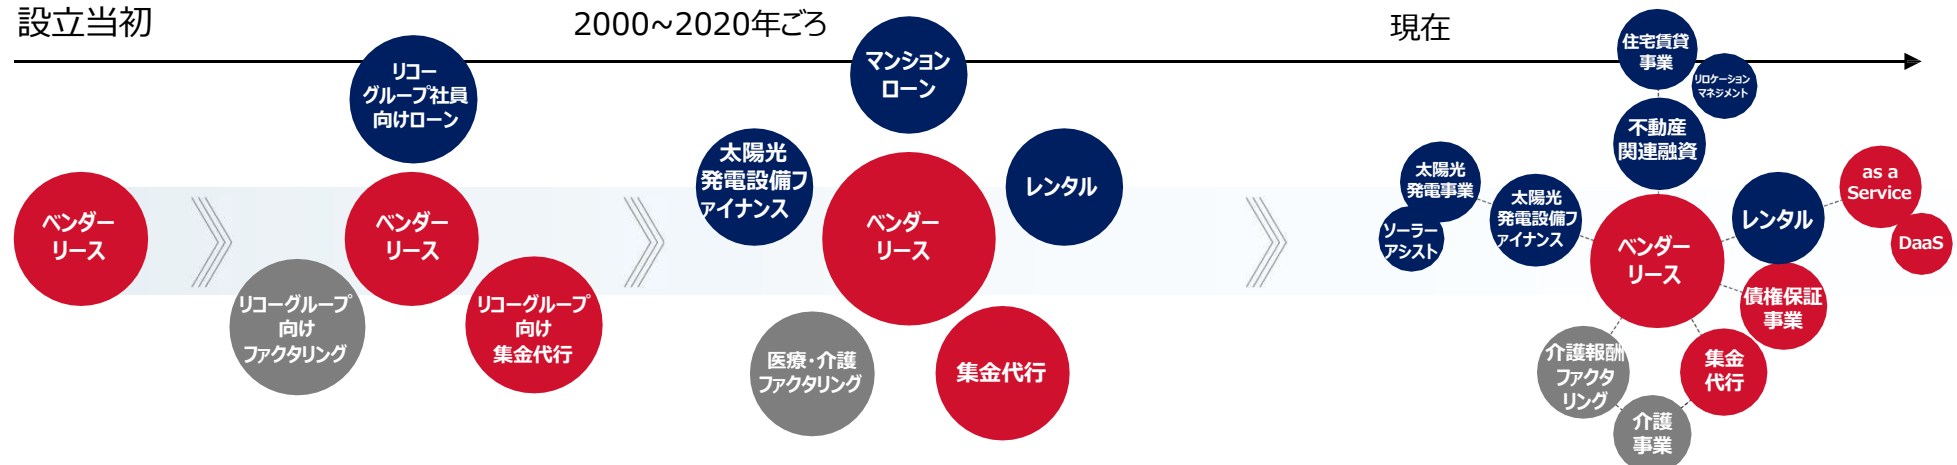 設立当初
2000~2020年ごろ
現在
ベンダー
リース
リコー
グループ社員
向けローン
ベンダー
リース
リコーグループ
向け
ファクタリング
リコーグループ
向け
集金代行
マンション
ローン
太陽光
発電設備フ
ァイナンス
ベンダー
リース
レンタル
医療・介護
ファクタリング
集金代行
住宅賃貸
事業
リロケーション
マネジメント
不動産
関連融資
太陽光
発電事業
ソーラー
アシスト
太陽光
発電設備フ
ァイナンス
ベンダー
リース
レンタル
as a
Service
DaaS
債権保証
事業
集金
代行
介護報酬
ファクタ
リング
介護
事業